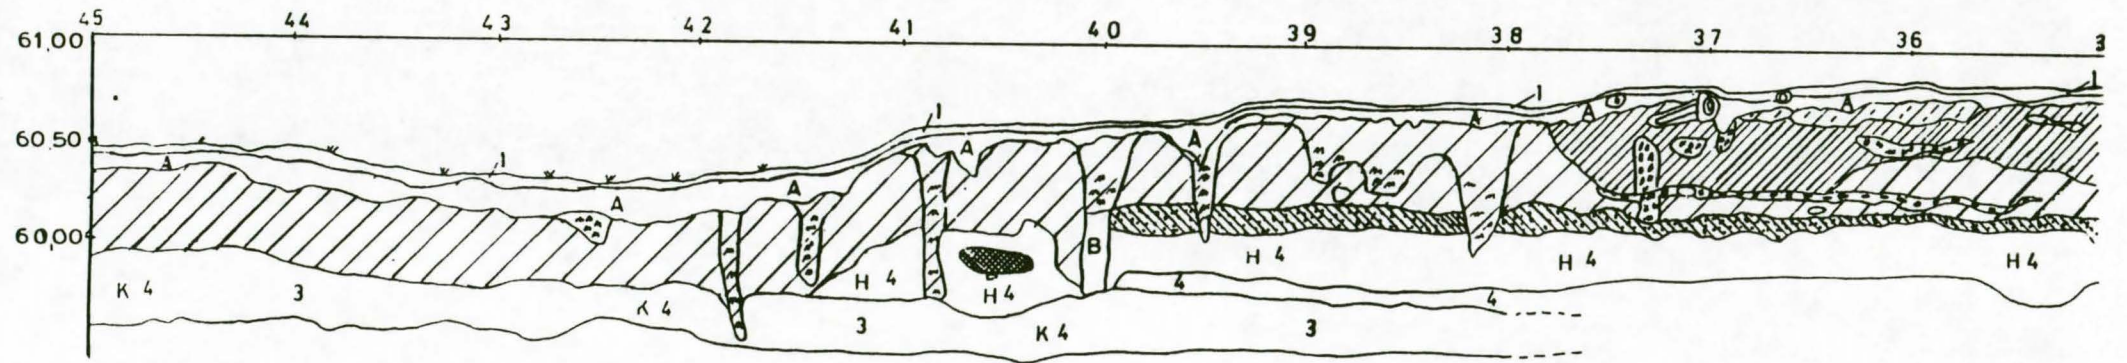 45 44 43 42 41 40 39 38 37 36 3
61,00
1
1 A 1 A
1 A A
60,50
A 1 A A
60,00
B
H 4 H 4 H 4
K 4 3 H 4 H 4 4 4
K 4 3 K 4 3